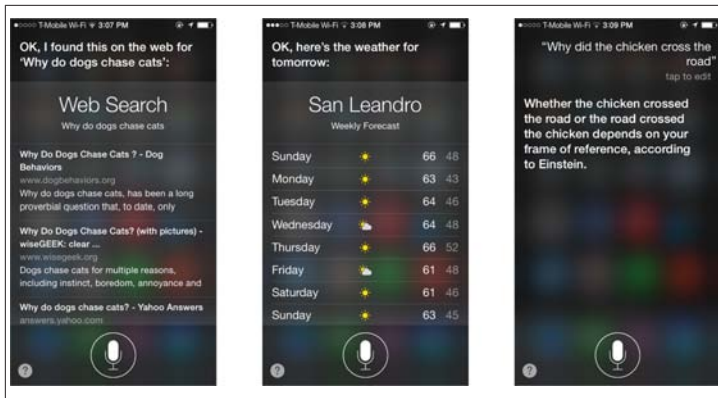 T-Mobile Wi-Fi 3:07 PM
OK, I found this on the web for
‘Why do dogs chase cats’:
Web Search
Why do dogs chase cats
Why Do Dogs Chase Cats ? - Dog
Behaviors
www.dogbehaviors.org
Why do dogs chase cats, has been a long
proverbial question that, to date, only
Why Do Dogs Chase Cats? (with pictures) -
wiseGEEK: clear ...
www.wisegeek.org
Dogs chase cats for multiple reasons,
including instinct, boredom, annoyance and
Why do dogs chase cats? - Yahoo Answers
answers.yahoo.com
?
T-Mobile Wi-Fi 3:08 PM
OK, here’s the weather for
tomorrow:
San Leandro
Weekly Forecast
Sunday 66 48
Monday 63 43
Tuesday 64 46
Wednesday 64 48
Thursday 66 52
Friday 61 48
Saturday 61 46
Sunday 63 45
?
T-Mobile Wi-Fi 3:09 PM
"Why did the chicken cross the
road"
tap to edit
Whether the chicken crossed
the road or the road crossed
the chicken depends on your
frame of reference, according
to Einstein.
?